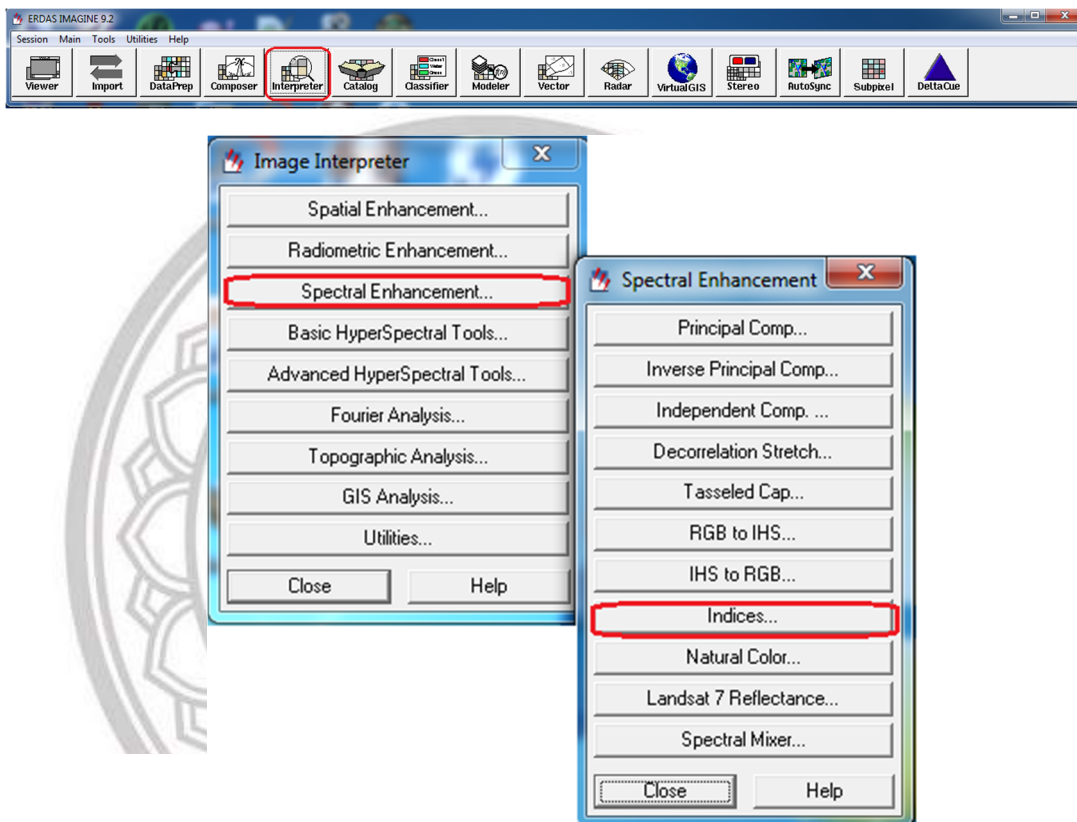 ERDAS IMAGINE 9.2
Session Main Tools Utilities Help
Viewer Import DataPrep Composer Interpreter Catalog Classifier Modeler Vector Radar VirtualGIS Stereo AutoSync Subpixel DeltaCue
Image Interpreter
Spatial Enhancement...
Radiometric Enhancement...
Spectral Enhancement...
Basic HyperSpectral Tools...
Advanced HyperSpectral Tools...
Fourier Analysis...
Topographic Analysis...
GIS Analysis...
Utilities...
Close Help
Spectral Enhancement
Principal Comp...
Inverse Principal Comp...
Independent Comp. ...
Decorrelation Stretch...
Tasseled Cap...
RGB to IHS...
IHS to RGB...
Indices...
Natural Color...
Landsat 7 Reflectance...
Spectral Mixer...
Close Help